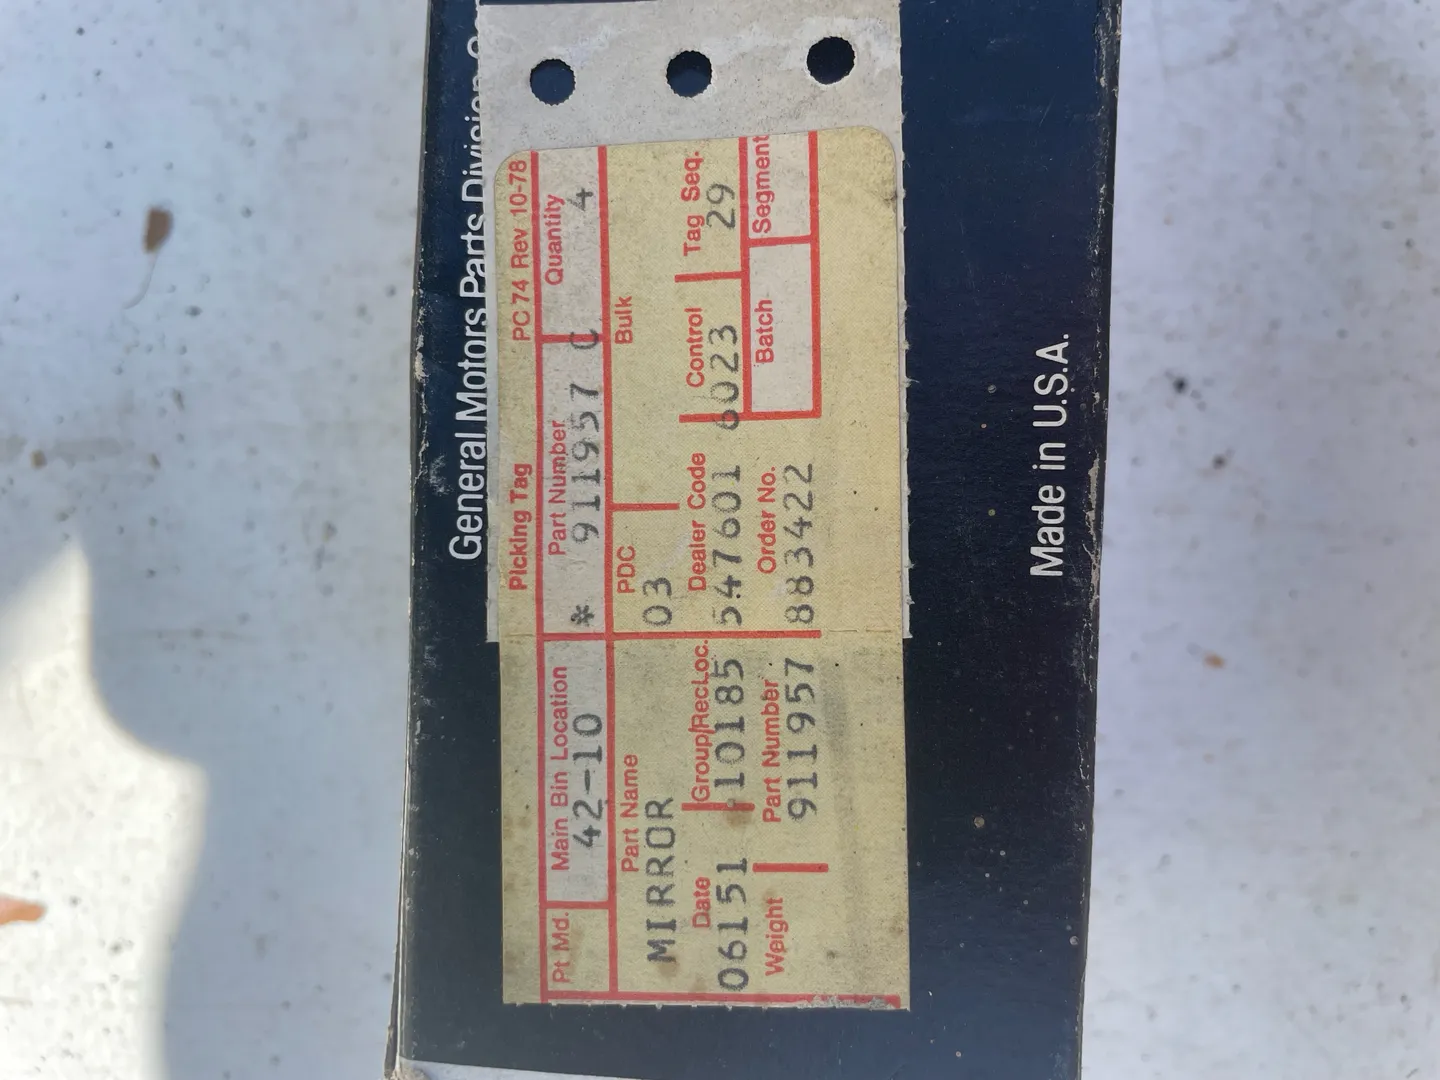 General Motors Parts Division
Picking Tag PC 74 Rev 10-78
Pt Md. Main Bin Location Part Number Quantity
42-10 * 911957 C 4
Part Name PDC Bulk
MIRROR 03
Date Group/RecLoc. Dealer Code Control Tag Seq.
06151 10185 547601 6023 29
Weight Part Number Order No. Batch Segment
911957 883422
Made in U.S.A.